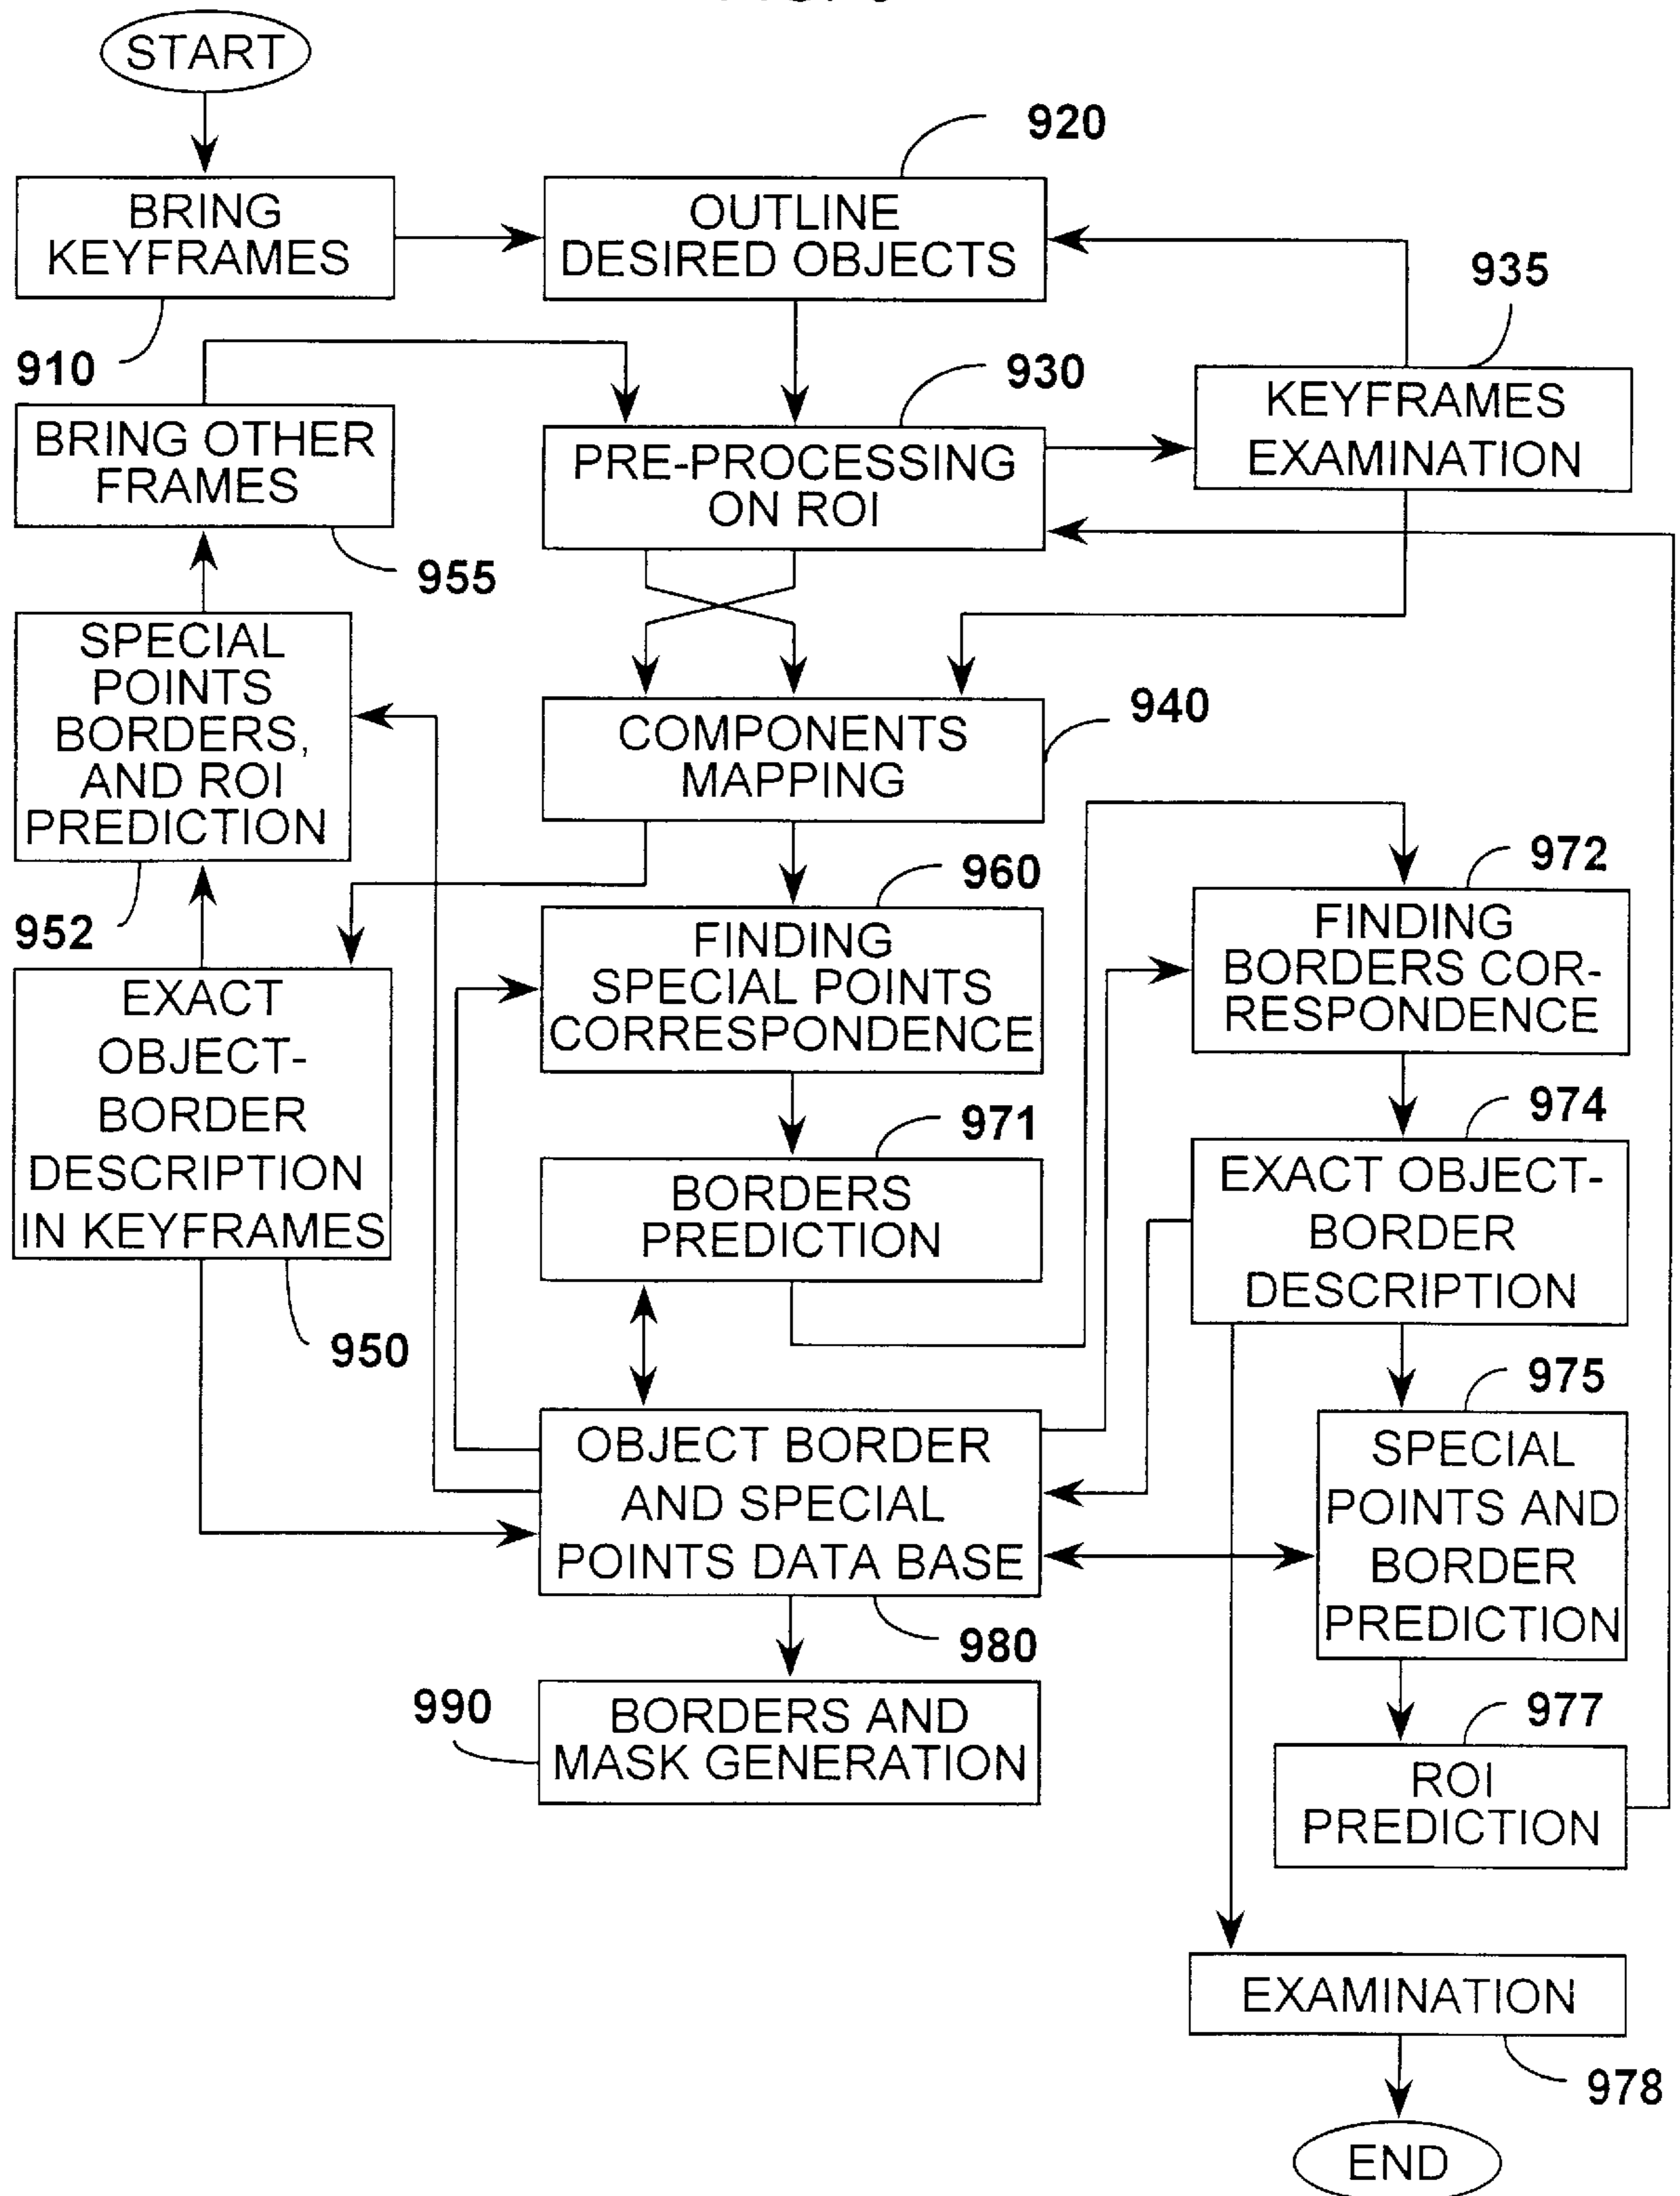 START
920
BRING
KEYFRAMES
OUTLINE
DESIRED OBJECTS
935
910
930
KEYFRAMES
EXAMINATION
BRING OTHER
FRAMES
PRE-PROCESSING
ON ROI
955
SPECIAL
POINTS
BORDERS,
AND ROI
PREDICTION
940
COMPONENTS
MAPPING
972
960
952
FINDING
BORDERS COR-
RESPONDENCE
FINDING
SPECIAL POINTS
CORRESPONDENCE
EXACT
OBJECT-
BORDER
DESCRIPTION
IN KEYFRAMES
974
971
BORDERS
PREDICTION
EXACT OBJECT-
BORDER
DESCRIPTION
950
975
OBJECT BORDER
AND SPECIAL
POINTS DATA BASE
SPECIAL
POINTS AND
BORDER
PREDICTION
980
990
BORDERS AND
MASK GENERATION
977
ROI
PREDICTION
EXAMINATION
978
END